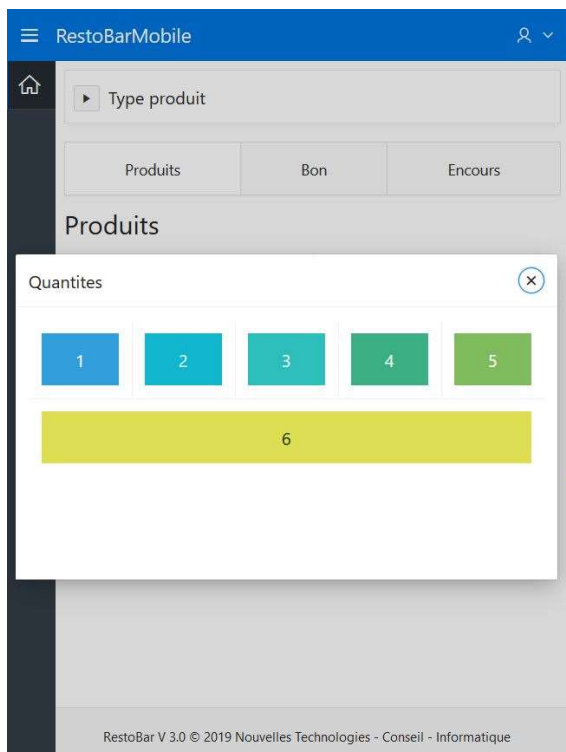 RestoBarMobile
Type produit
Produits Bon Encours
Produits
Quantites
1 2 3 4 5
6
RestoBar V 3.0 © 2019 Nouvelles Technologies - Conseil - Informatique